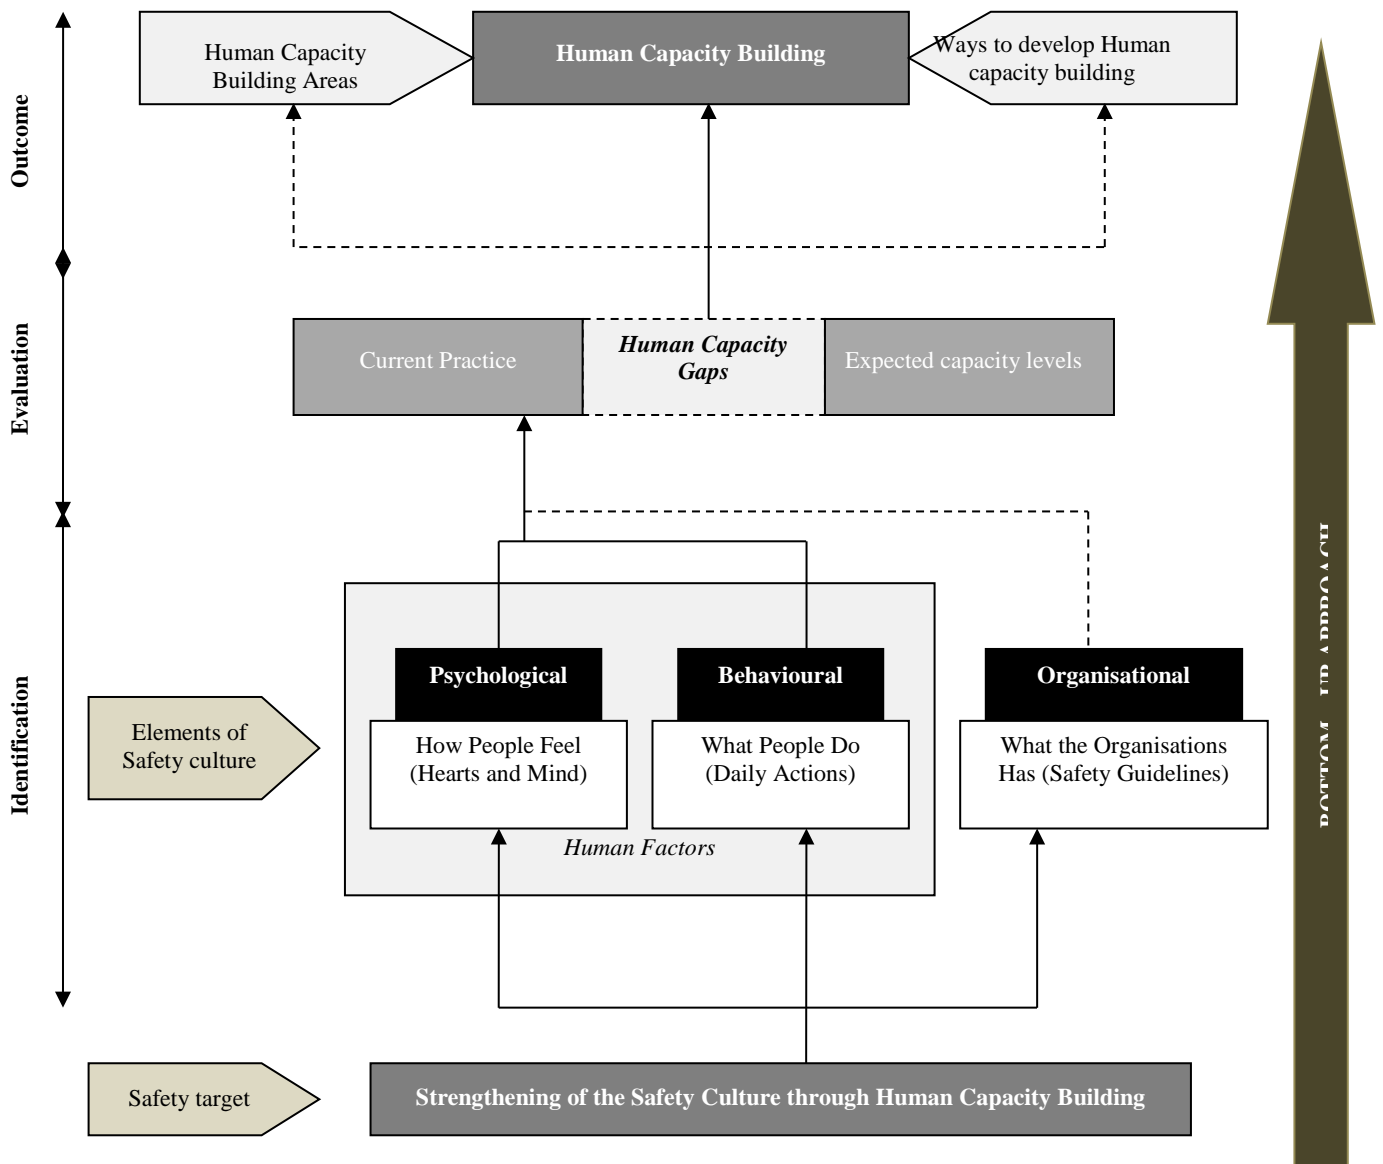 Human Capacity
Building Areas
Human Capacity Building
Ways to develop Human
capacity building
Outcome
Evaluation
Current Practice
Human Capacity
Gaps
Expected capacity levels
Identification
Elements of
Safety culture
Psychological
How People Feel
(Hearts and Mind)
Behavioural
What People Do
(Daily Actions)
Organisational
What the Organisations
Has (Safety Guidelines)
Human Factors
Safety target
Strengthening of the Safety Culture through Human Capacity Building
BOTTOM – UP APPROACH